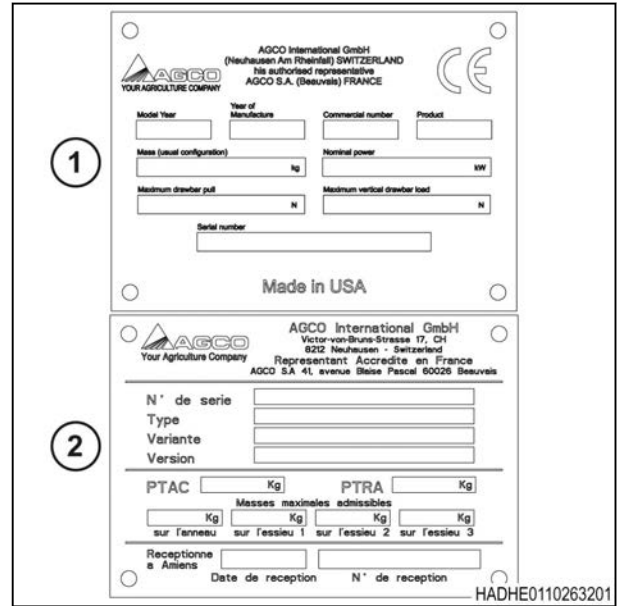 AGCO International GmbH
(Neuhausen Am Rheinfall) SWITZERLAND
his authorised representative
AGCO S.A. (Beauvais) FRANCE
AGCO
YOUR AGRICULTURE COMPANY
CE
Model Year
Year of
Manufacture
Commercial number
Product
Mass (usual configuration)
Nominal power
kg
kW
Maximum drawbar pull
Maximum vertical drawbar load
N
N
Serial number
Made in USA
1
AGCO
Your Agriculture Company
AGCO International GmbH
Victor-von-Bruns-Strasse 17, CH
8212 Neuhausen - Switzerland
Representant Accredite en France
AGCO S.A 41, avenue Blaise Pascal 60026 Beauvais
N° de serie
Type
Variante
Version
2
PTAC Kg PTRA Kg
Masses maximales admissibles
Kg Kg Kg Kg
sur l'anneau sur l'essieu 1 sur l'essieu 2 sur l'essieu 3
Receptionne
a Amiens
Date de reception N° de reception
HADHE0110263201